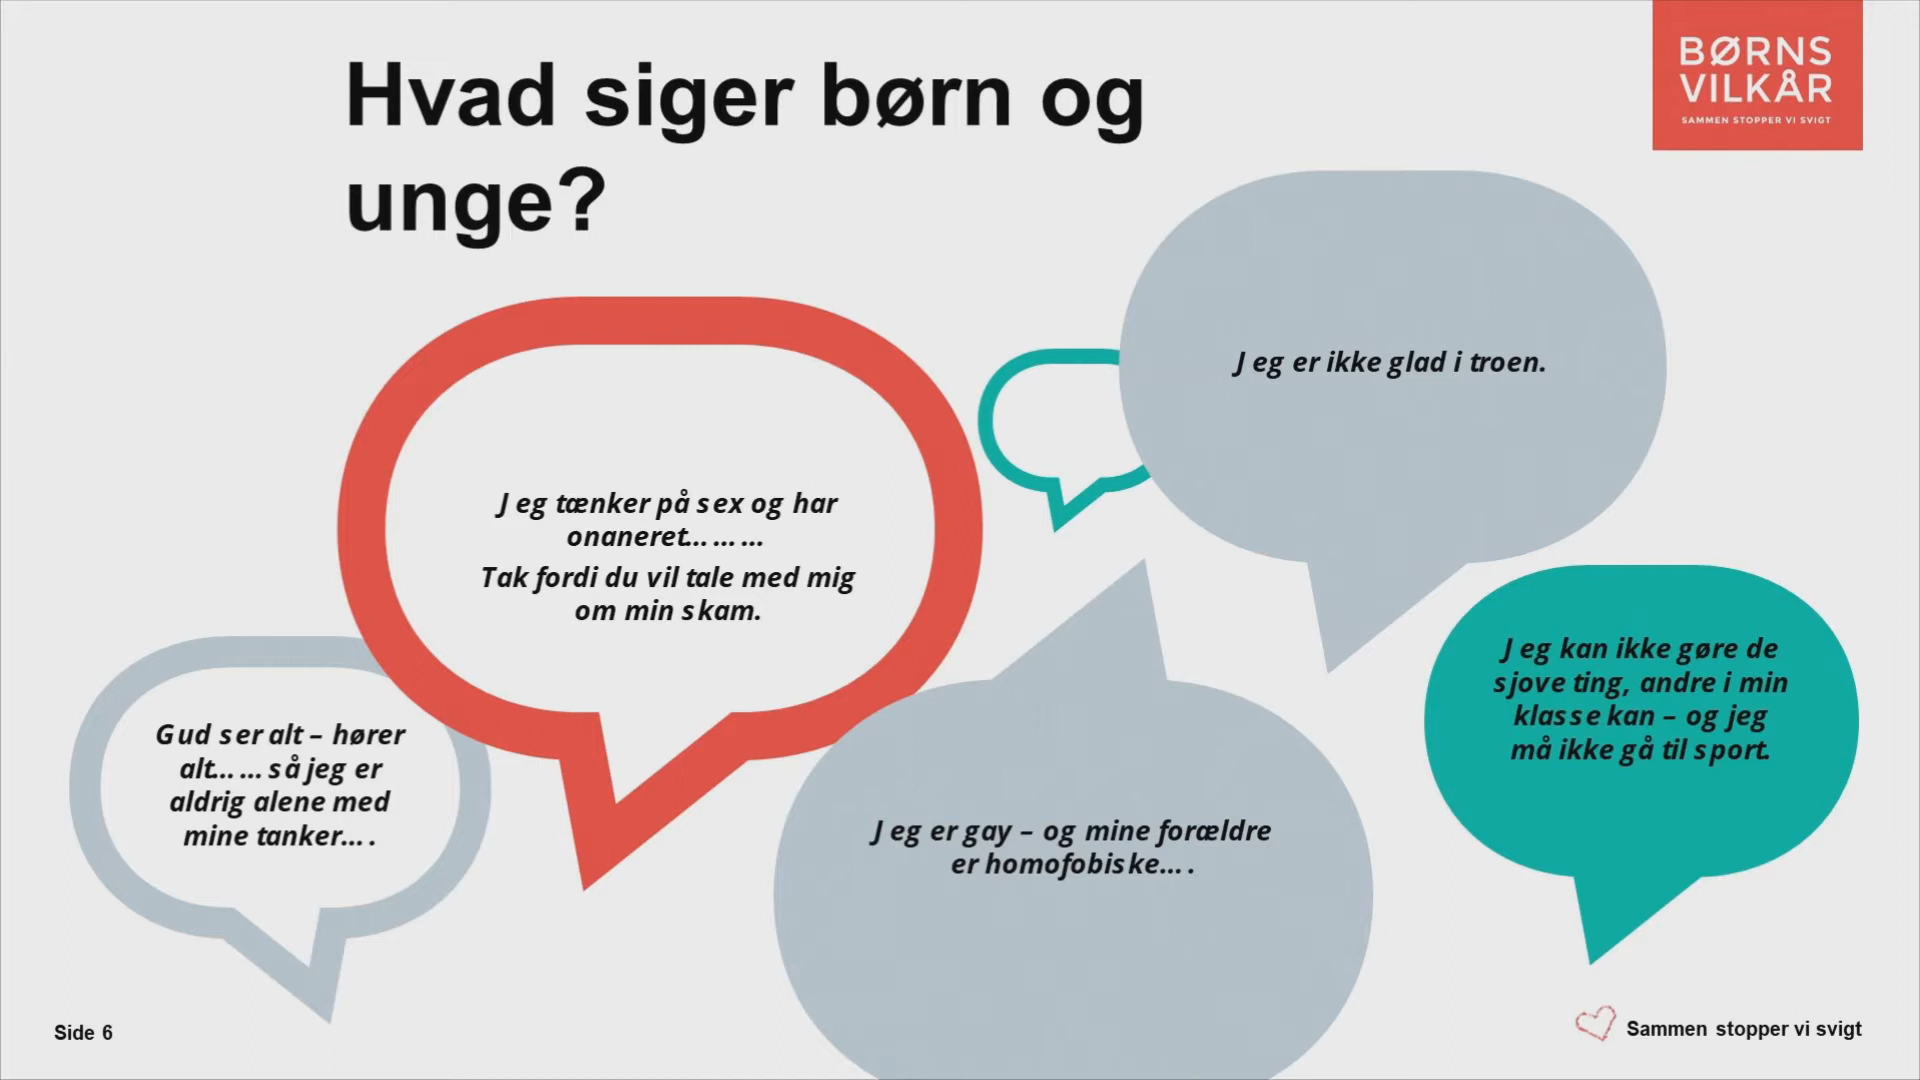 Hvad siger børn og
unge?
BØRNS
VILKÅR
SAMMEN STOPPER VI SVIGT
Jeg er ikke glad i troen.
Jeg tænker på sex og har
onaneret………
Tak fordi du vil tale med mig
om min skam.
Jeg kan ikke gøre de
sjove ting, andre i min
klasse kan – og jeg
må ikke gå til sport.
Gud ser alt – hører
alt……så jeg er
aldrig alene med
mine tanker….
Jeg er gay – og mine forældre
er homofobiske….
Side 6
Sammen stopper vi svigt